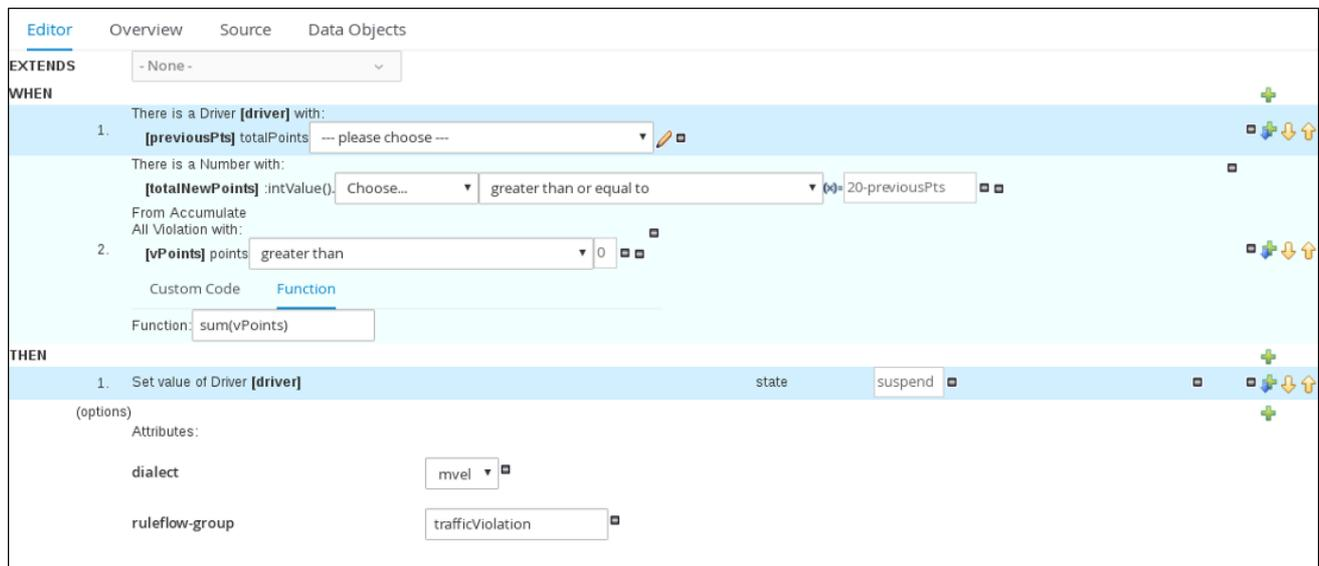 Editor Overview Source Data Objects
EXTENDS - None -
WHEN
There is a Driver [driver] with:
1. [previousPts] totalPoints --- please choose ---
There is a Number with:
[totalNewPoints] :intValue(). Choose... greater than or equal to (x)= 20-previousPts
From Accumulate
All Violation with:
2. [vPoints] points greater than 0
Custom Code Function
Function: sum(vPoints)
THEN
1. Set value of Driver [driver] state suspend
(options)
Attributes:
dialect mvel
ruleflow-group trafficViolation